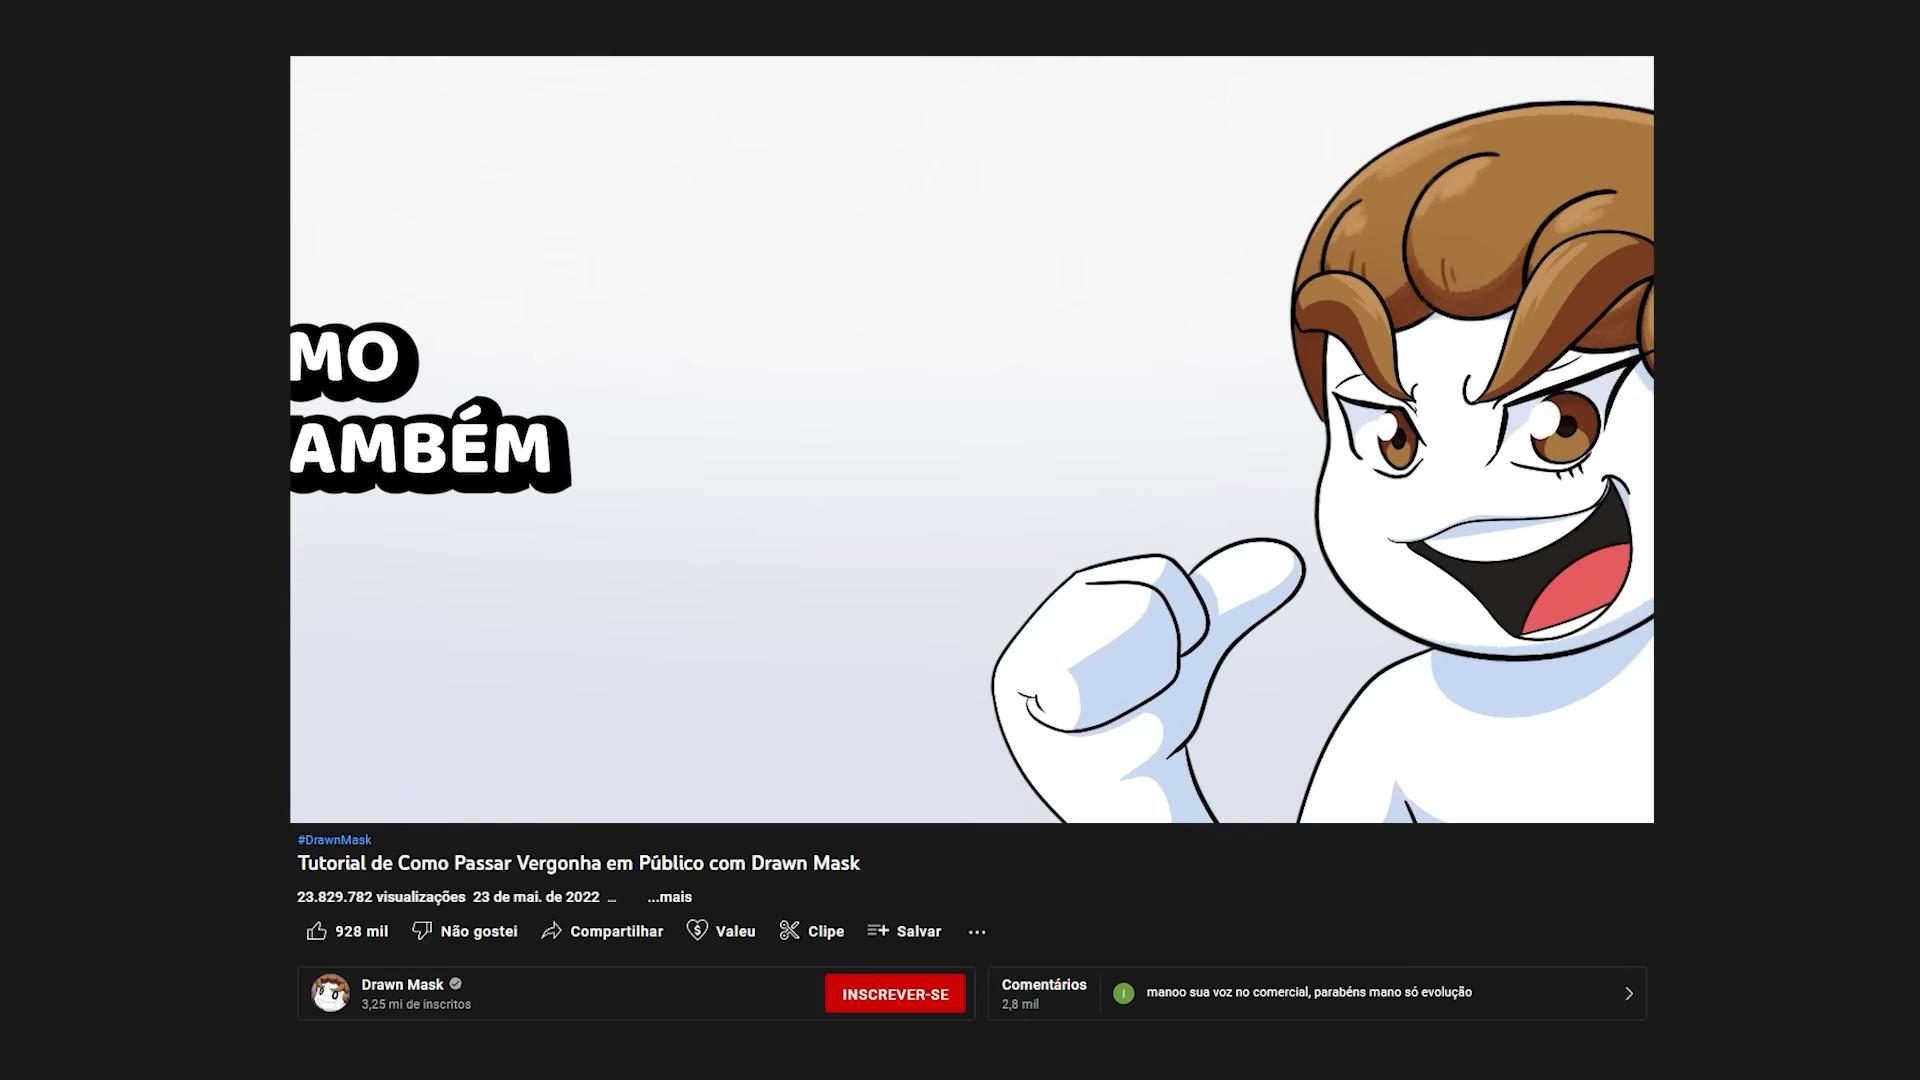 MO
AMBÉM
#DrawnMask
Tutorial de Como Passar Vergonha em Público com Drawn Mask
23.829.782 visualizações 23 de mai. de 2022 ... ...mais
928 mil Não gostei Compartilhar Valeu Clipe Salvar ...
Drawn Mask
3,25 mi de inscritos
INSCREVER-SE
Comentários
2,8 mil
I
manoo sua voz no comercial, parabéns mano só evolução